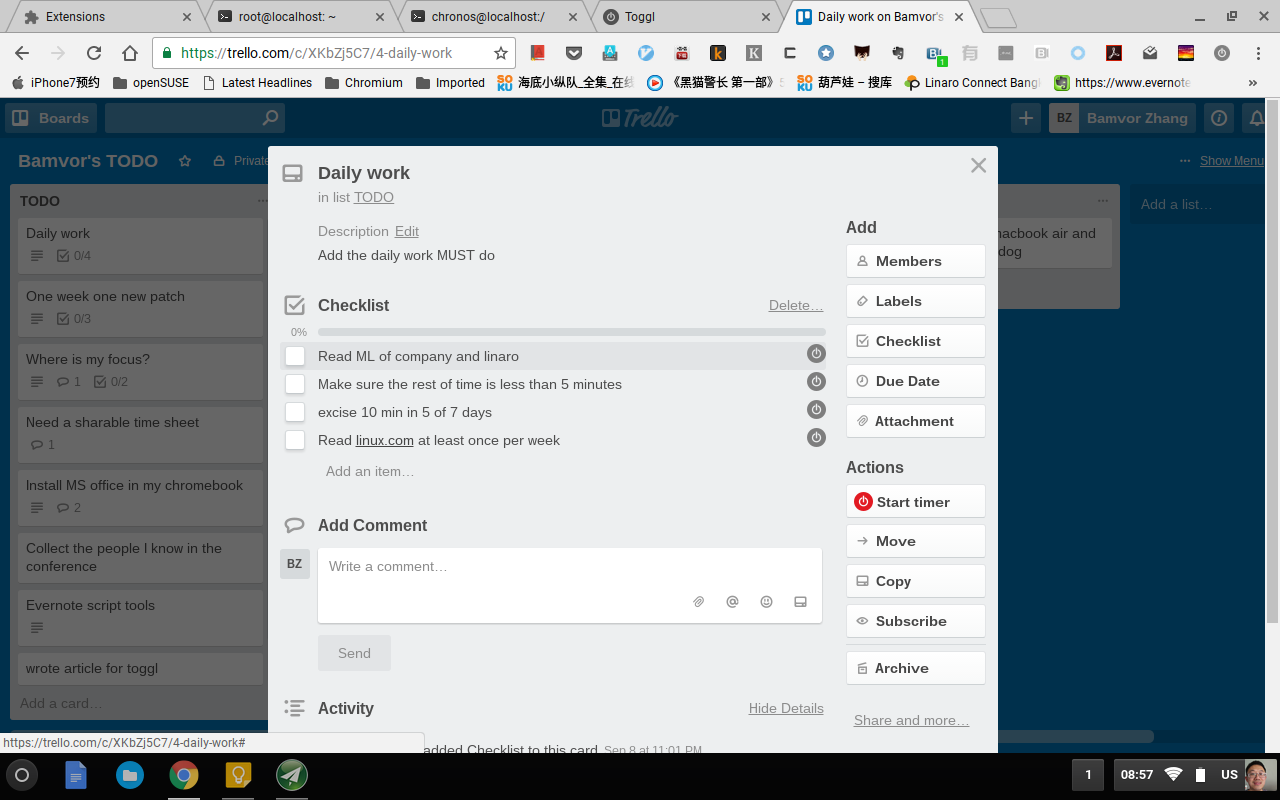 Extensions
root@localhost: ~
chronos@localhost:/
Toggl
Daily work on Bamvor's
https://trello.com/c/XKbZj5C7/4-daily-work
1
iPhone7预约
openSUSE
Latest Headlines
Chromium
Imported
SOKU 海底小纵队_全集_在线
《黑猫警长 第一部》
SOKU 葫芦娃 – 搜库
Linaro Connect Bang
https://www.evernote
»
Boards
Trello
BZ Bamvor Zhang
Bamvor's TODO
Private
Show Menu
TODO
Daily work
0/4
One week one new patch
0/3
Where is my focus?
1 0/2
Need a sharable time sheet
1
Install MS office in my chromebook
2
Collect the people I know in the
conference
Evernote script tools
wrote article for toggl
Add a card…
Daily work
in list TODO
Description Edit
Add the daily work MUST do
Checklist
Delete…
0%
Read ML of company and linaro
Make sure the rest of time is less than 5 minutes
excise 10 min in 5 of 7 days
Read linux.com at least once per week
Add an item…
Add Comment
BZ
Write a comment…
Send
Activity
Hide Details
added Checklist to this card Sep 8 at 11:01 PM
Add
Members
Labels
Checklist
Due Date
Attachment
Actions
Start timer
Move
Copy
Subscribe
Archive
Share and more…
macbook air and
dog
Add a list…
https://trello.com/c/XKbZj5C7/4-daily-work#
1
08:57
US